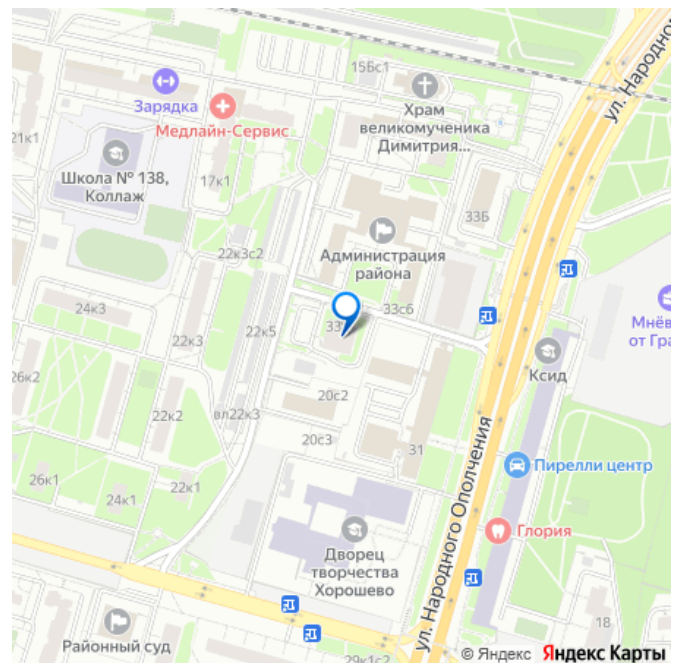 15Бс1
ул. Народног
Зарядка
Медлайн-Сервис
Храм
великомученика
Димитрия...
21к1
Школа № 138,
Коллаж
17к1
33Б
Администрация
района
22к3с2
24к3
22к3
22к5
33с6
Мнёв
от Гра
Ксид
26к2
22к2
вл22к3
20с2
20с3
31
ул. Народного Ополчения
Пирелли центр
26к1
24к1
22к1
Глория
Дворец
творчества
Хорошево
18
Районный суд
29к1с2
© Яндекс Яндекс Карты